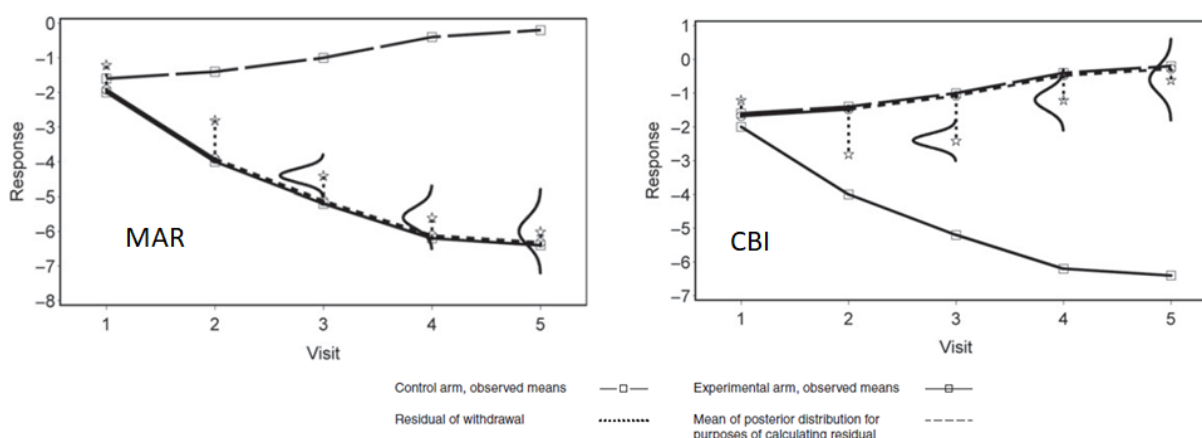 0
−1
−2
−3
−4
−5
−6
−7
−8
Response
MAR
1 2 3 4 5
Visit
1
0
−1
−2
−3
−4
−5
−6
−7
Response
CBI
1 2 3 4 5
Visit
Control arm, observed means
Experimental arm, observed means
Residual of withdrawal
Mean of posterior distribution for
purposes of calculating residual